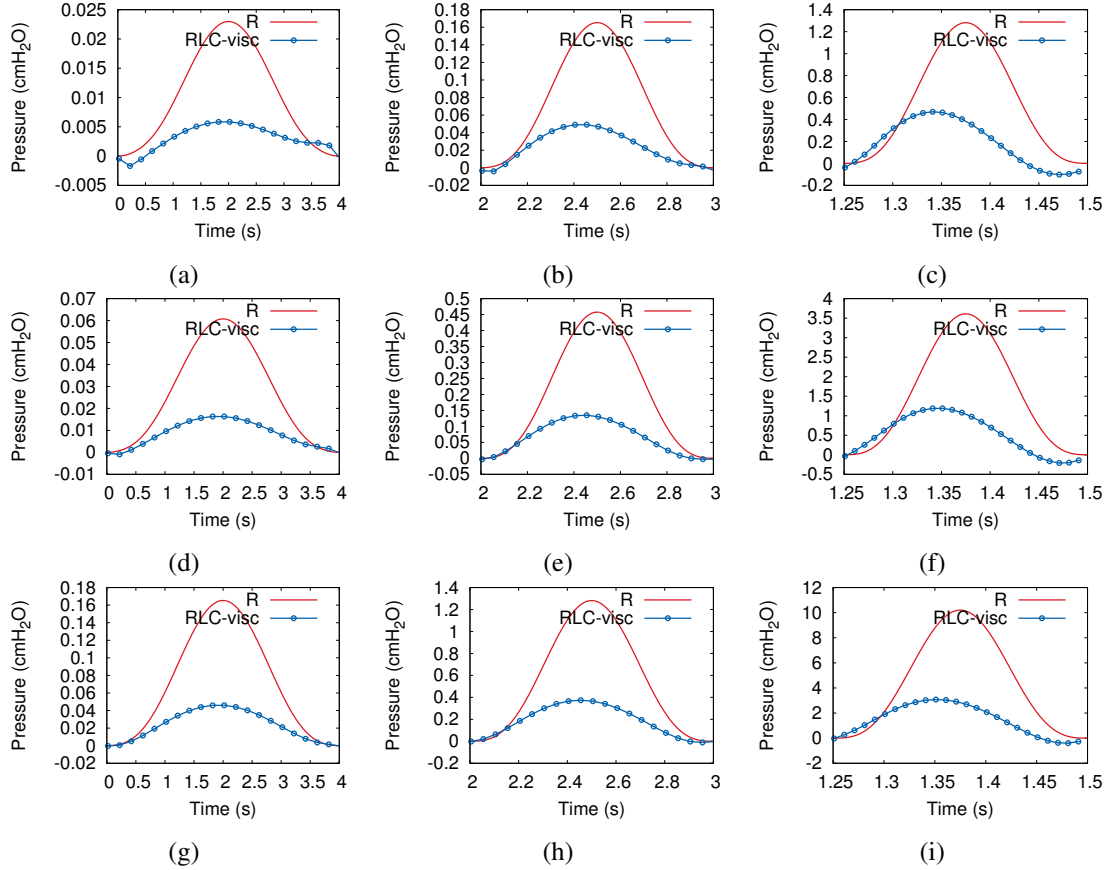 Pressure (cmH₂O)
0.025
0.02
0.015
0.01
0.005
0
-0.005
R
RLC-visc
0 0.5 1 1.5 2 2.5 3 3.5 4
Time (s)
(a)
Pressure (cmH₂O)
0.18
0.16
0.14
0.12
0.1
0.08
0.06
0.04
0.02
0
-0.02
R
RLC-visc
2 2.2 2.4 2.6 2.8 3
Time (s)
(b)
Pressure (cmH₂O)
1.4
1.2
1
0.8
0.6
0.4
0.2
0
-0.2
R
RLC-visc
1.25 1.3 1.35 1.4 1.45 1.5
Time (s)
(c)
Pressure (cmH₂O)
0.07
0.06
0.05
0.04
0.03
0.02
0.01
0
-0.01
R
RLC-visc
0 0.5 1 1.5 2 2.5 3 3.5 4
Time (s)
(d)
Pressure (cmH₂O)
0.5
0.45
0.4
0.35
0.3
0.25
0.2
0.15
0.1
0.05
0
-0.05
R
RLC-visc
2 2.2 2.4 2.6 2.8 3
Time (s)
(e)
Pressure (cmH₂O)
4
3.5
3
2.5
2
1.5
1
0.5
0
-0.5
R
RLC-visc
1.25 1.3 1.35 1.4 1.45 1.5
Time (s)
(f)
Pressure (cmH₂O)
0.18
0.16
0.14
0.12
0.1
0.08
0.06
0.04
0.02
0
-0.02
R
RLC-visc
0 0.5 1 1.5 2 2.5 3 3.5 4
Time (s)
(g)
Pressure (cmH₂O)
1.4
1.2
1
0.8
0.6
0.4
0.2
0
-0.2
R
RLC-visc
2 2.2 2.4 2.6 2.8 3
Time (s)
(h)
Pressure (cmH₂O)
12
10
8
6
4
2
0
-2
R
RLC-visc
1.25 1.3 1.35 1.4 1.45 1.5
Time (s)
(i)